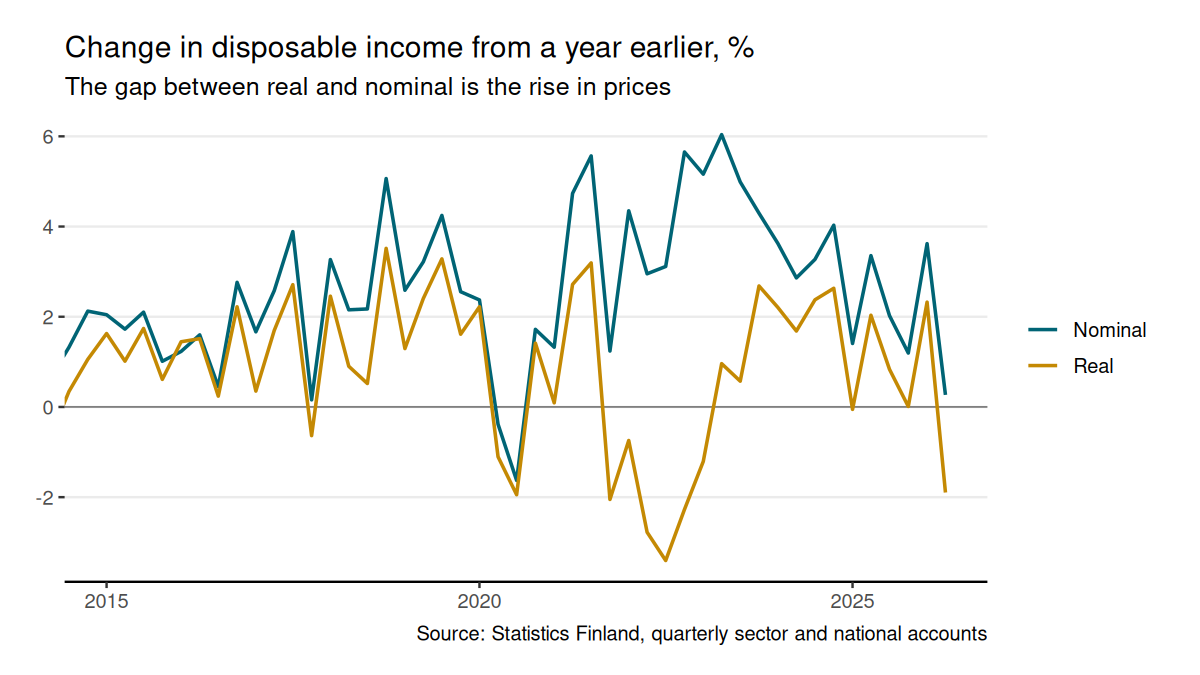 Change in disposable income from a year earlier, %
The gap between real and nominal is the rise in prices
6
4
2
0
-2
Nominal
Real
2015 2020 2025
Source: Statistics Finland, quarterly sector and national accounts